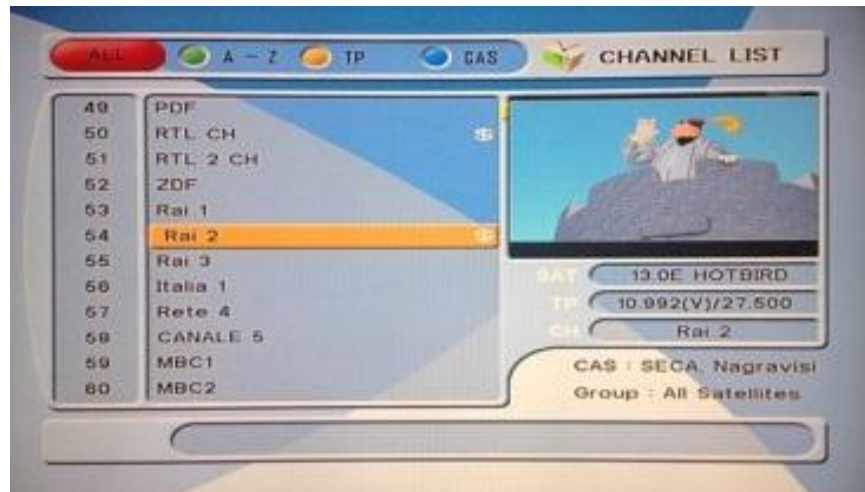 ALL A - Z TP CAS CHANNEL LIST
49 PDF
50 RTL CH $
51 RTL 2 CH
52 ZDF
53 Rai 1
54 Rai 2 $
55 Rai 3
56 Italia 1
57 Rete 4
58 CANALE 5
59 MBC1
60 MBC2
SAT 13.0E HOTBIRD
TP 10.992(V)/27.500
CH Rai 2
CAS : SECA, Nagravisi
Group : All Satellites